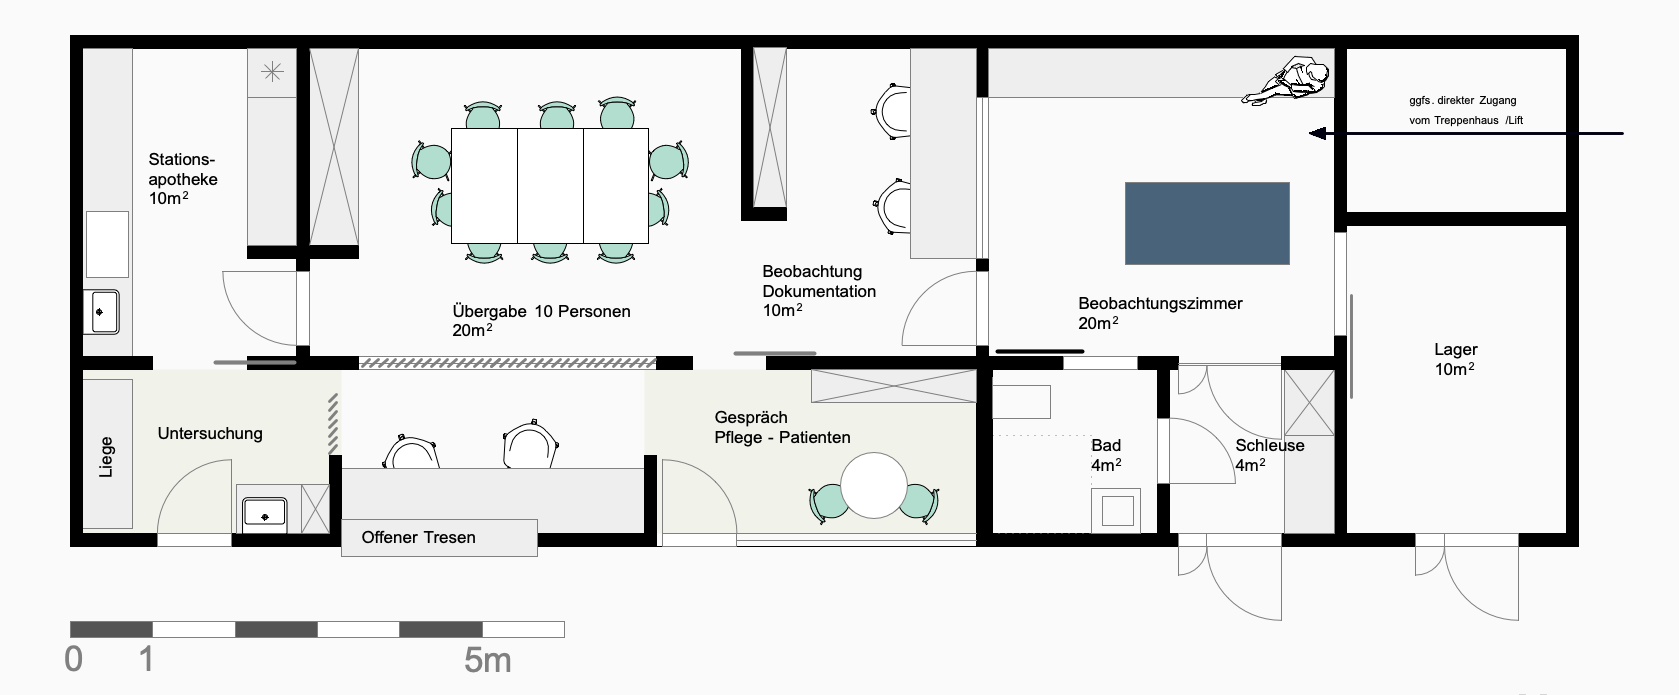 Stations-
apotheke
10m²
Übergabe 10 Personen
20m²
Beobachtung
Dokumentation
10m²
Beobachtungszimmer
20m²
ggfs. direkter Zugang
vom Treppenhaus /Lift
Lager
10m²
Liege
Untersuchung
Offener Tresen
Gespräch
Pflege - Patienten
Bad
4m²
Schleuse
4m²
0 1 5m